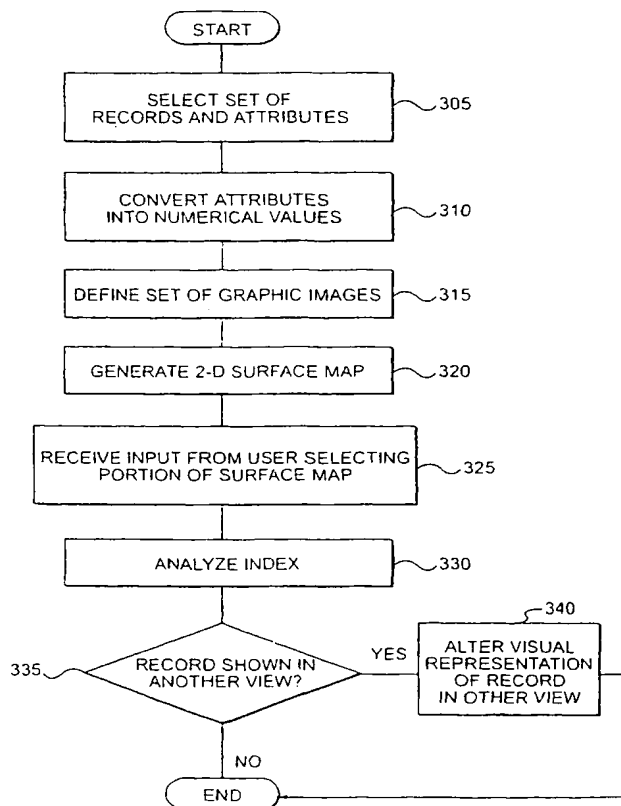 START
SELECT SET OF
RECORDS AND ATTRIBUTES
305
CONVERT ATTRIBUTES
INTO NUMERICAL VALUES
310
DEFINE SET OF GRAPHIC IMAGES
315
GENERATE 2-D SURFACE MAP
320
RECEIVE INPUT FROM USER SELECTING
PORTION OF SURFACE MAP
325
ANALYZE INDEX
330
335
RECORD SHOWN IN
ANOTHER VIEW?
YES
340
ALTER VISUAL
REPRESENTATION
OF RECORD
IN OTHER VIEW
NO
END